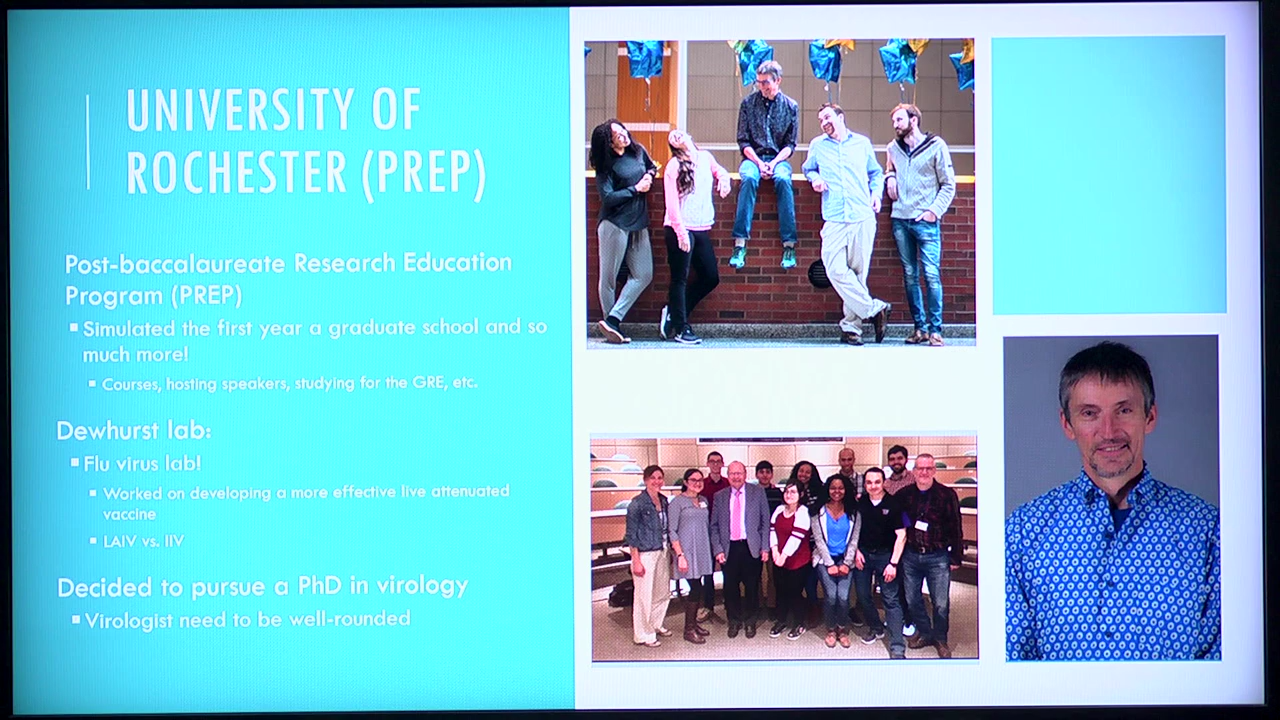 UNIVERSITY OF
ROCHESTER (PREP)
Post-baccalaureate Research Education
Program (PREP)
Simulated the first year a graduate school and so
much more!
Courses, hosting speakers, studying for the GRE, etc.
Dewhurst lab:
Flu virus lab!
Worked on developing a more effective live attenuated
vaccine
LAIV vs. IIV
Decided to pursue a PhD in virology
Virologist need to be well-rounded